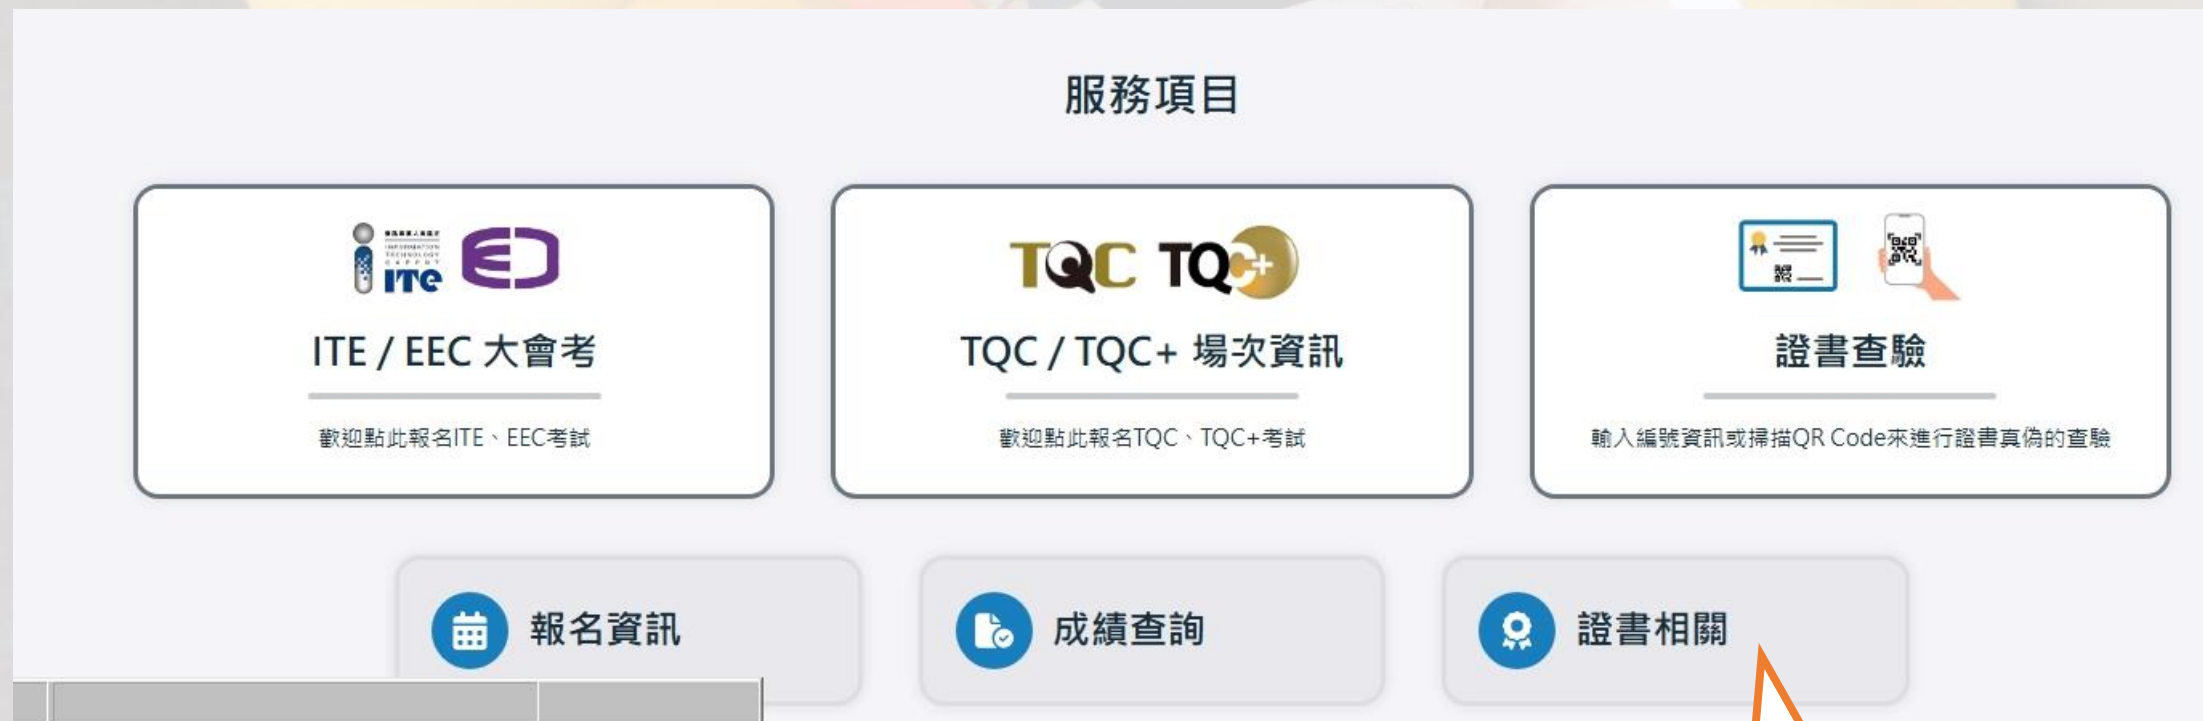 服務項目
ITe
TQC TQC+
ITE / EEC 大會考
TQC / TQC+ 場次資訊
證書查驗
歡迎點此報名ITE、EEC考試
歡迎點此報名TQC、TQC+考試
輸入編號資訊或掃描QR Code來進行證書真偽的查驗
報名資訊
成績查詢
證書相關